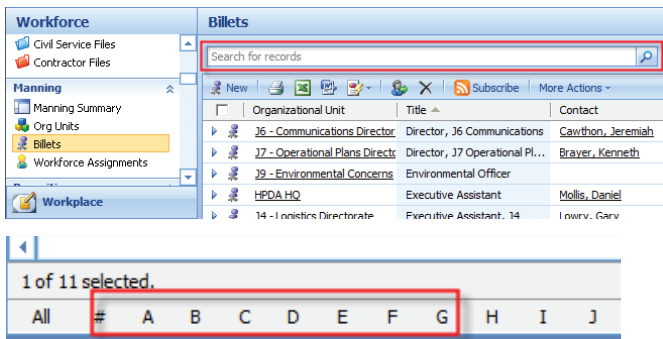 Workforce
Billets
Civil Service Files
Contractor Files
Search for records
Manning
New Subscribe More Actions
Manning Summary
Organizational Unit Title Contact
Org Units
J6 - Communications Director Director, J6 Communications Cawthon, Jeremiah
Billets
J7 - Operational Plans Directo Director, J7 Operational Pl... Brayer, Kenneth
Workforce Assignments
J9 - Environmental Concerns Environmental Officer
HPDA HQ Executive Assistant Mollis, Daniel
Workplace
J4 - Logistics Directorate Executive Assistant, J4 Lowry, Gary
1 of 11 selected.
All # A B C D E F G H I J